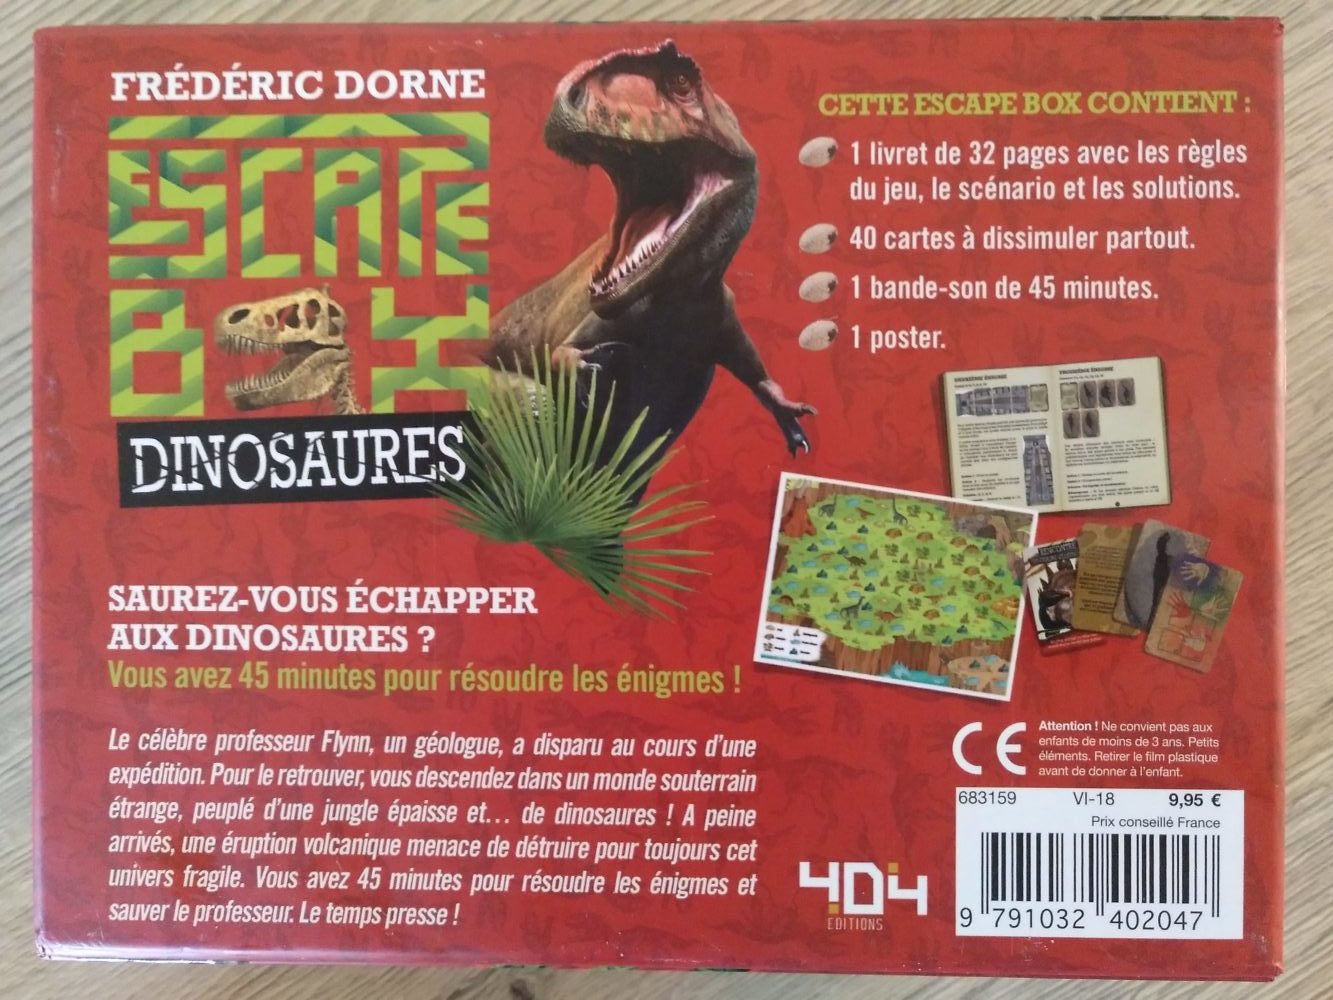 FRÉDÉRIC DORNE
ESCAPE
BOX
DINOSAURES
SAUREZ-VOUS ÉCHAPPER
AUX DINOSAURES ?
Vous avez 45 minutes pour résoudre les énigmes !
Le célèbre professeur Flynn, un géologue, a disparu au cours d'une
expédition. Pour le retrouver, vous descendez dans un monde souterrain
étrange, peuplé d'une jungle épaisse et... de dinosaures ! A peine
arrivés, une éruption volcanique menace de détruire pour toujours cet
univers fragile. Vous avez 45 minutes pour résoudre les énigmes et
sauver le professeur. Le temps presse !
CETTE ESCAPE BOX CONTIENT :
1 livret de 32 pages avec les règles
du jeu, le scénario et les solutions.
40 cartes à dissimuler partout.
1 bande-son de 45 minutes.
1 poster.
DEUXIÈME ÉNIGME
TROISIÈME ÉNIGME
RENCONTRE
404
EDITIONS
CE
Attention ! Ne convient pas aux
enfants de moins de 3 ans. Petits
éléments. Retirer le film plastique
avant de donner à l'enfant.
683159 VI-18 9,95 €
Prix conseillé France
9 791032 402047